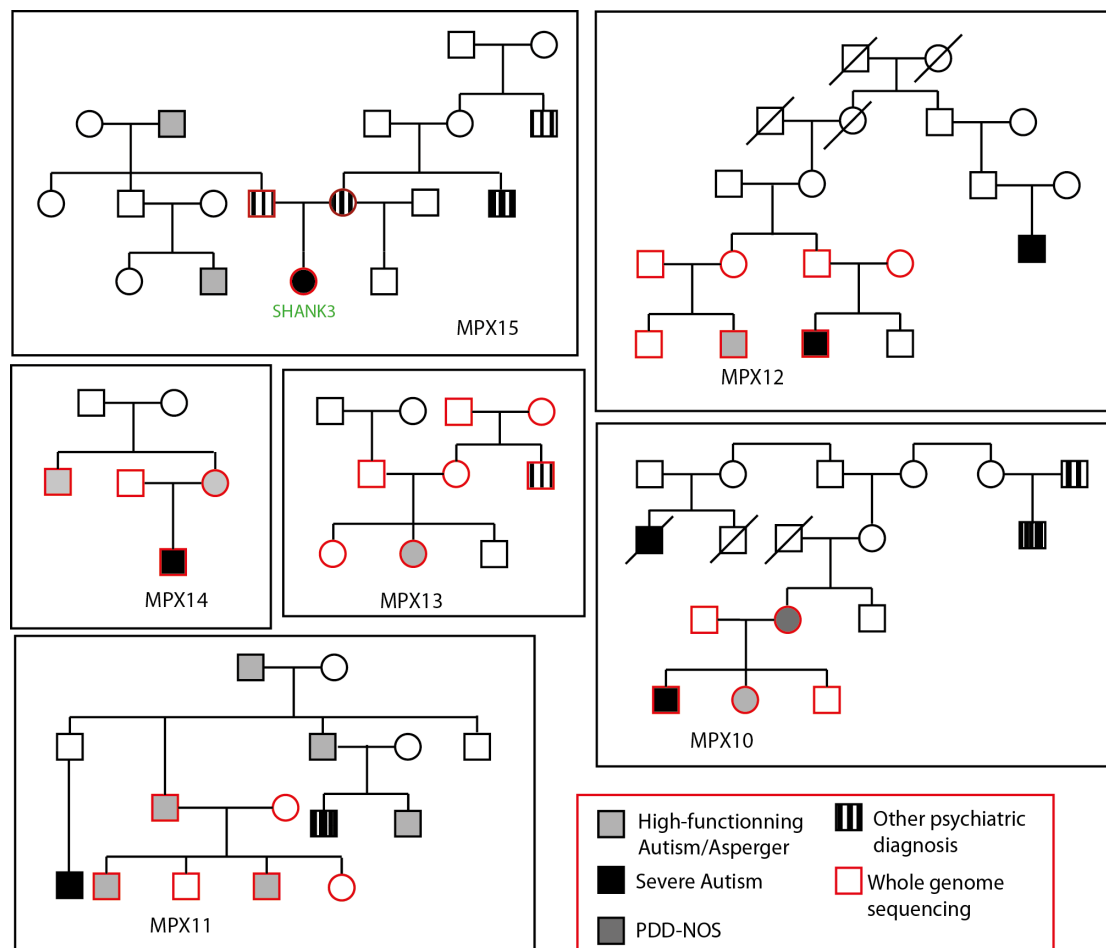 SHANK3
MPX15
MPX12
MPX14
MPX13
MPX10
MPX11
High-functionning
Autism/Asperger
Severe Autism
PDD-NOS
Other psychiatric
diagnosis
Whole genome
sequencing